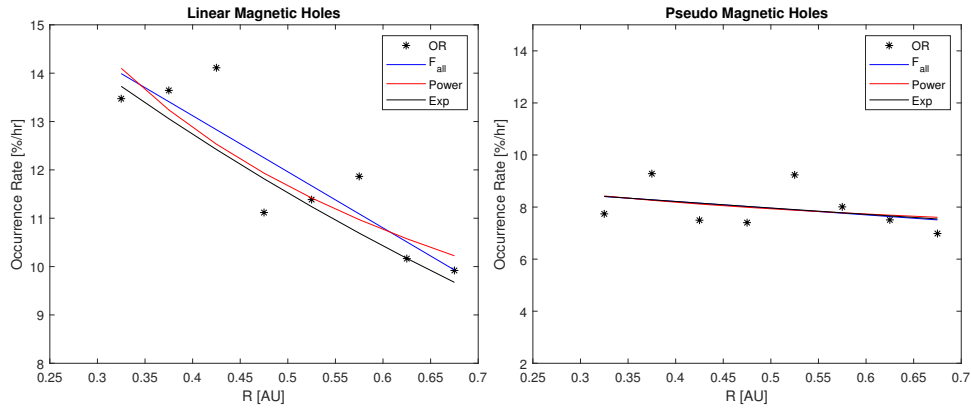 Linear Magnetic Holes
15
14
13
12
11
10
9
8
Occurrence Rate [%/hr]
0.25 0.3 0.35 0.4 0.45 0.5 0.55 0.6 0.65 0.7
R [AU]
OR
F_all
Power
Exp
Pseudo Magnetic Holes
14
12
10
8
6
4
2
Occurrence Rate [%/hr]
0.25 0.3 0.35 0.4 0.45 0.5 0.55 0.6 0.65 0.7
R [AU]
OR
F_all
Power
Exp